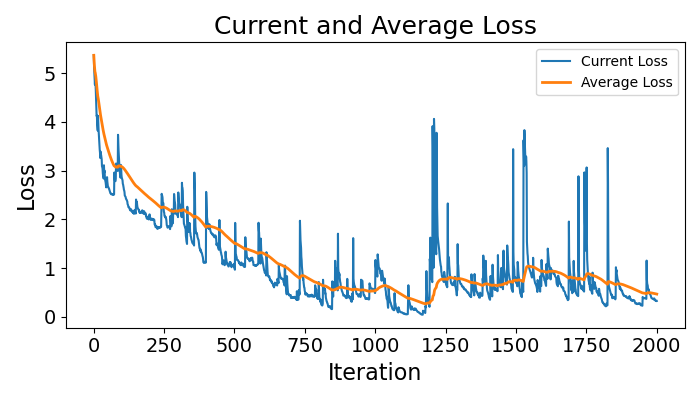 Current and Average Loss
Current Loss
Average Loss
Loss
5
4
3
2
1
0
0 250 500 750 1000 1250 1500 1750 2000
Iteration